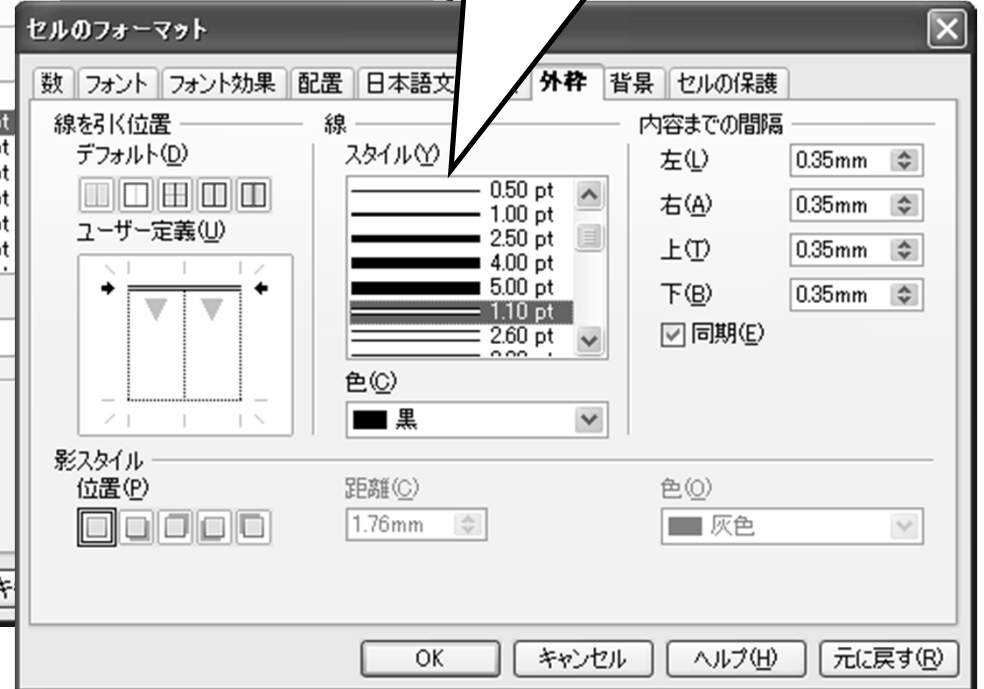 セルのフォーマット
数 フォント フォント効果 配置 日本語文 外枠 背景 セルの保護
線を引く位置
デフォルト(D)
ユーザー定義(U)
線
スタイル(Y)
0.50 pt
1.00 pt
2.50 pt
4.00 pt
5.00 pt
1.10 pt
2.60 pt
色(C)
黒
内容までの間隔
左(L) 0.35mm
右(A) 0.35mm
上(T) 0.35mm
下(B) 0.35mm
同期(E)
影スタイル
位置(P)
距離(C)
1.76mm
色(O)
灰色
OK キャンセル ヘルプ(H) 元に戻す(R)